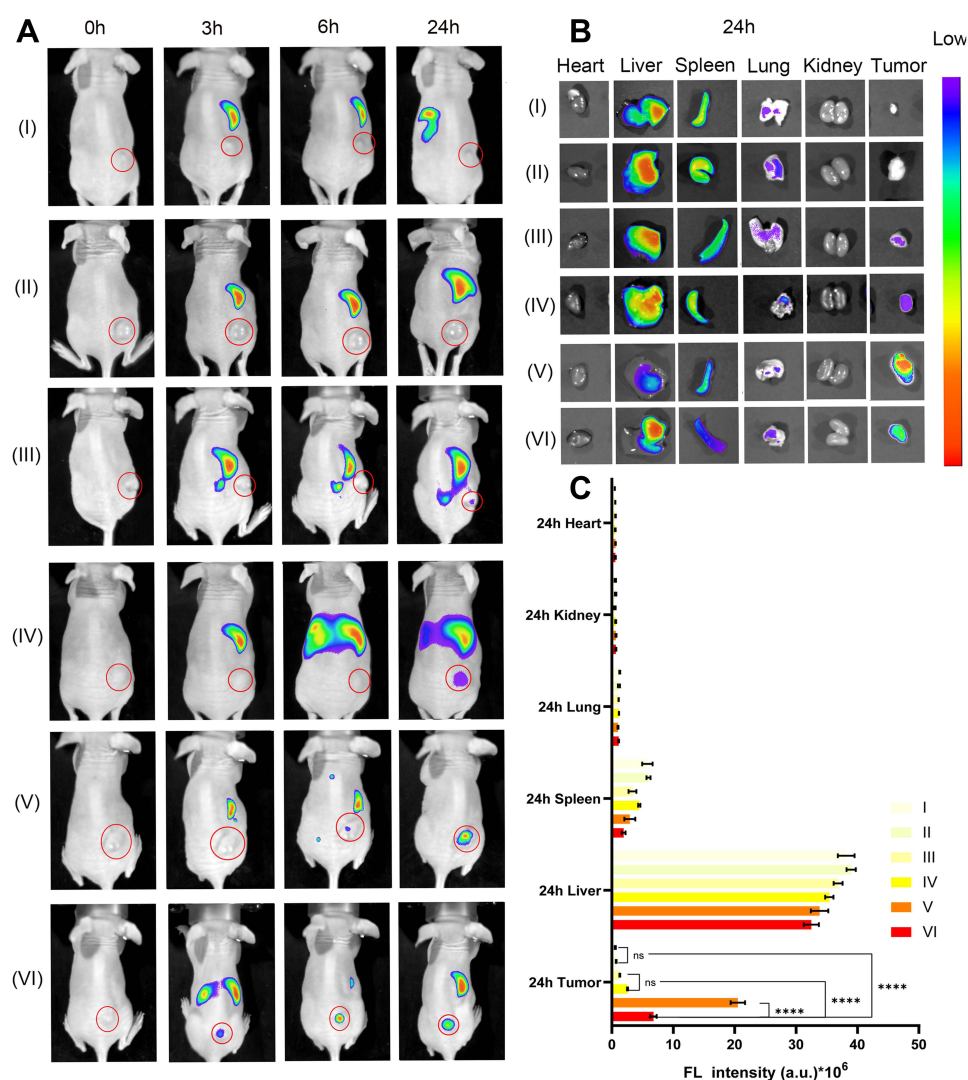 A
0h 3h 6h 24h
(I)
(II)
(III)
(IV)
(V)
(VI)
B
24h
Low
Heart Liver Spleen Lung Kidney Tumor
(I)
(II)
(III)
(IV)
(V)
(VI)
C
24h Heart
24h Kidney
24h Lung
24h Spleen
24h Liver
24h Tumor
I
II
III
IV
V
VI
ns
ns
****
****
****
0 10 20 30 40 50
FL intensity (a.u.)*10⁶